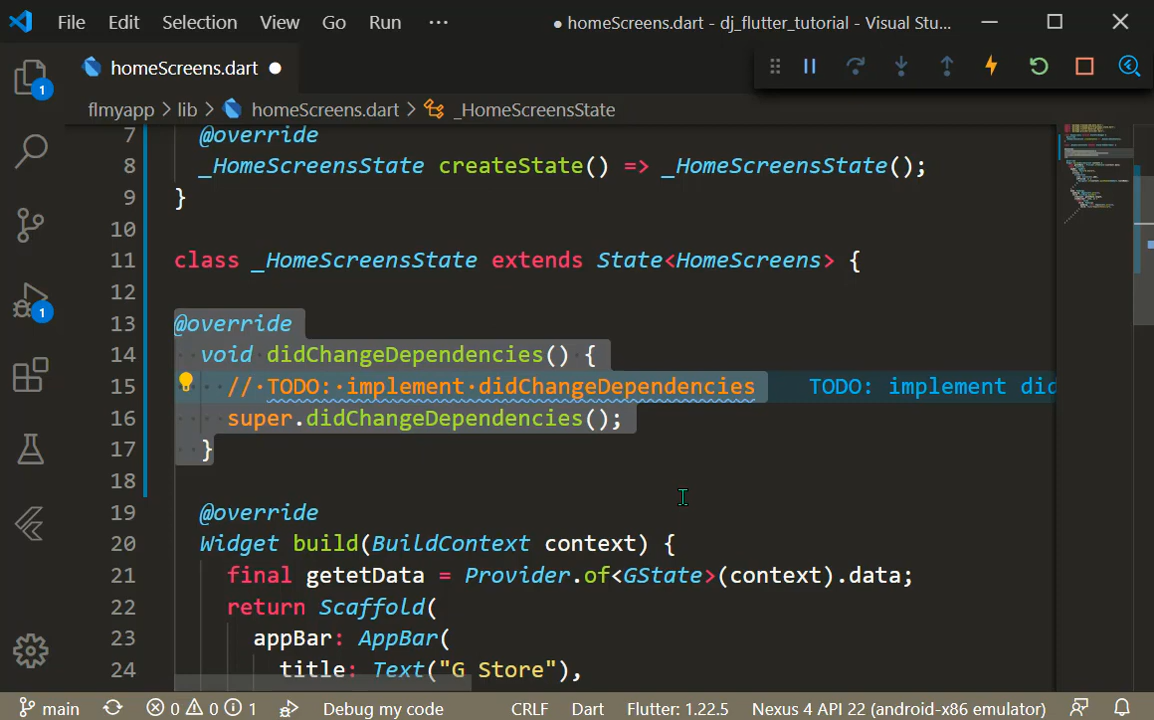 File Edit Selection View Go Run ··· ● homeScreens.dart - dj_flutter_tutorial - Visual Stu...
homeScreens.dart ●
flmyapp > lib > homeScreens.dart > _HomeScreensState
7 @override
8 _HomeScreensState createState() => _HomeScreensState();
9 }
10
11 class _HomeScreensState extends State<HomeScreens> {
12
13 @override
14 void didChangeDependencies() {
15 // TODO: implement didChangeDependencies TODO: implement did
16 super.didChangeDependencies();
17 }
18
19 @override
20 Widget build(BuildContext context) {
21 final getetData = Provider.of<GState>(context).data;
22 return Scaffold(
23 appBar: AppBar(
24 title: Text("G Store"),
1
1
main 0 0 1 Debug my code CRLF Dart Flutter: 1.22.5 Nexus 4 API 22 (android-x86 emulator)